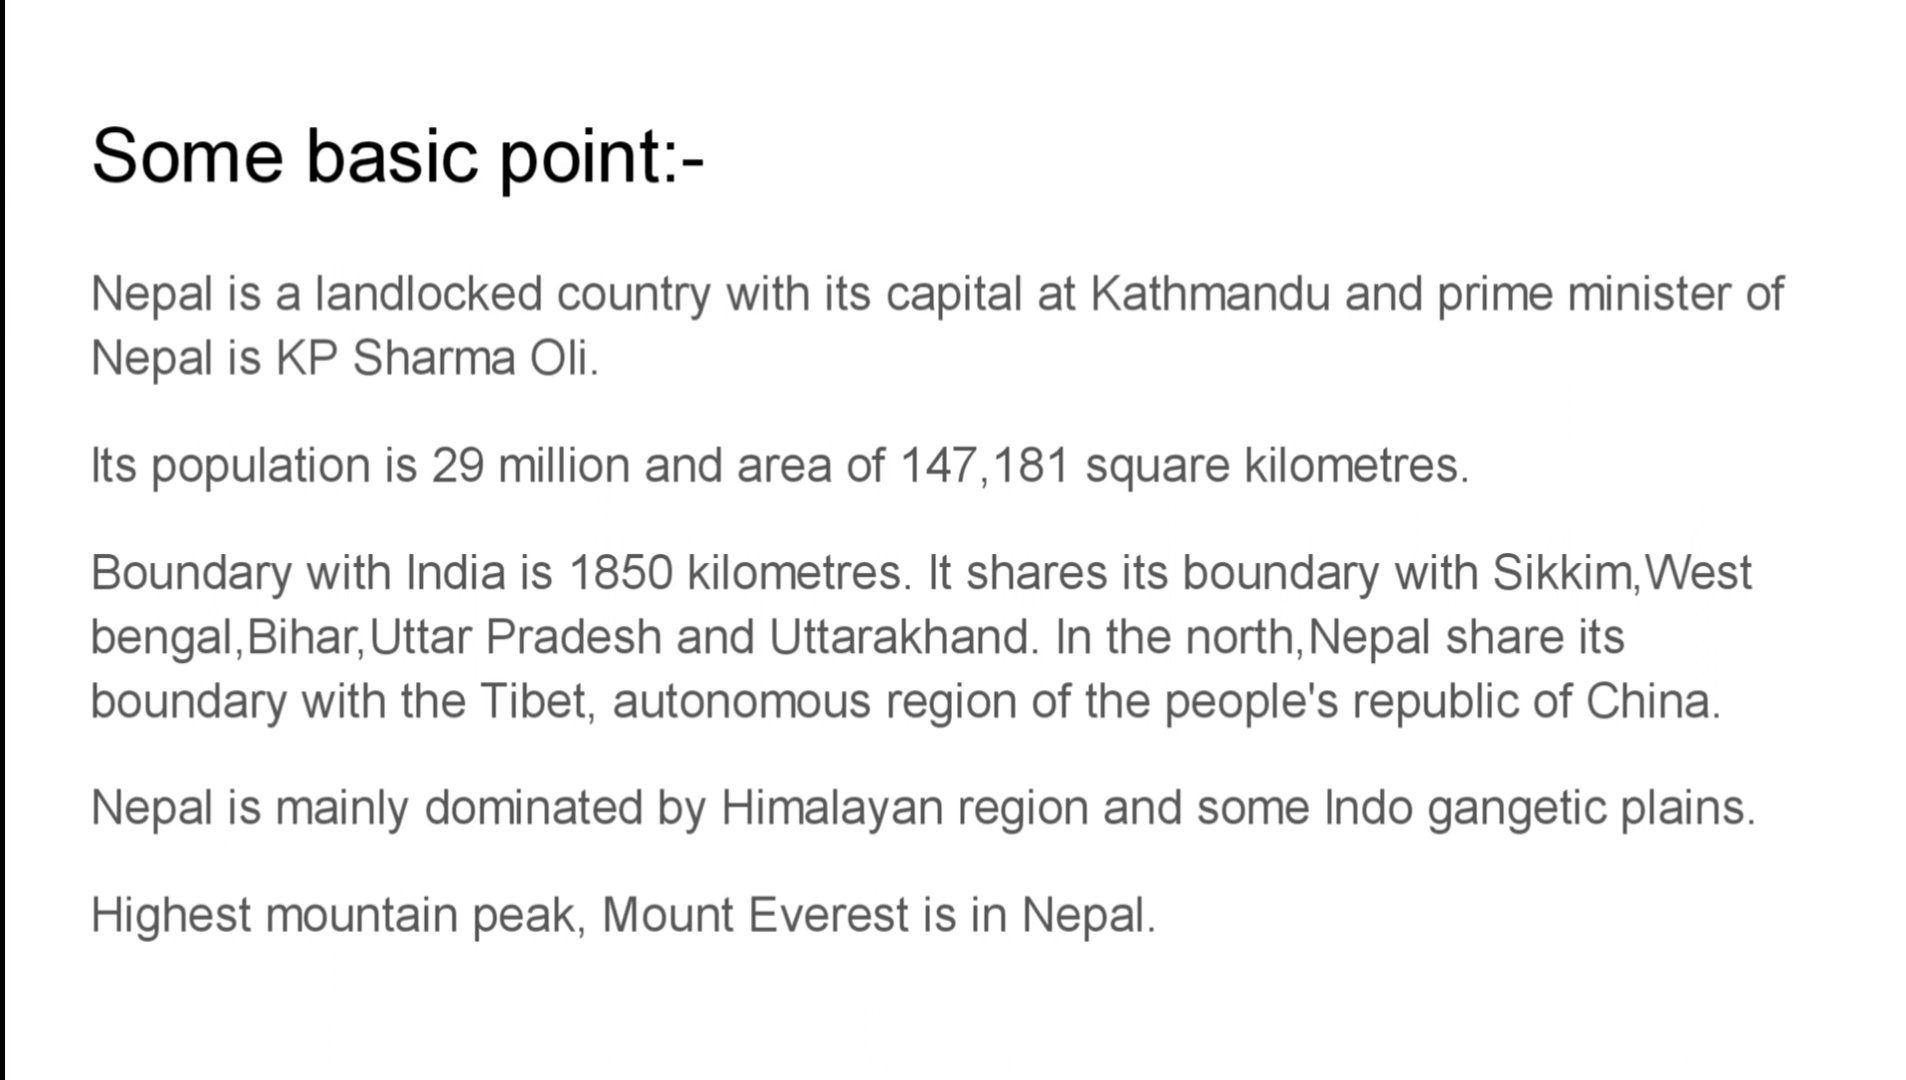 Some basic point:-
Nepal is a landlocked country with its capital at Kathmandu and prime minister of
Nepal is KP Sharma Oli.
Its population is 29 million and area of 147,181 square kilometres.
Boundary with India is 1850 kilometres. It shares its boundary with Sikkim,West
bengal,Bihar,Uttar Pradesh and Uttarakhand. In the north,Nepal share its
boundary with the Tibet, autonomous region of the people's republic of China.
Nepal is mainly dominated by Himalayan region and some Indo gangetic plains.
Highest mountain peak, Mount Everest is in Nepal.